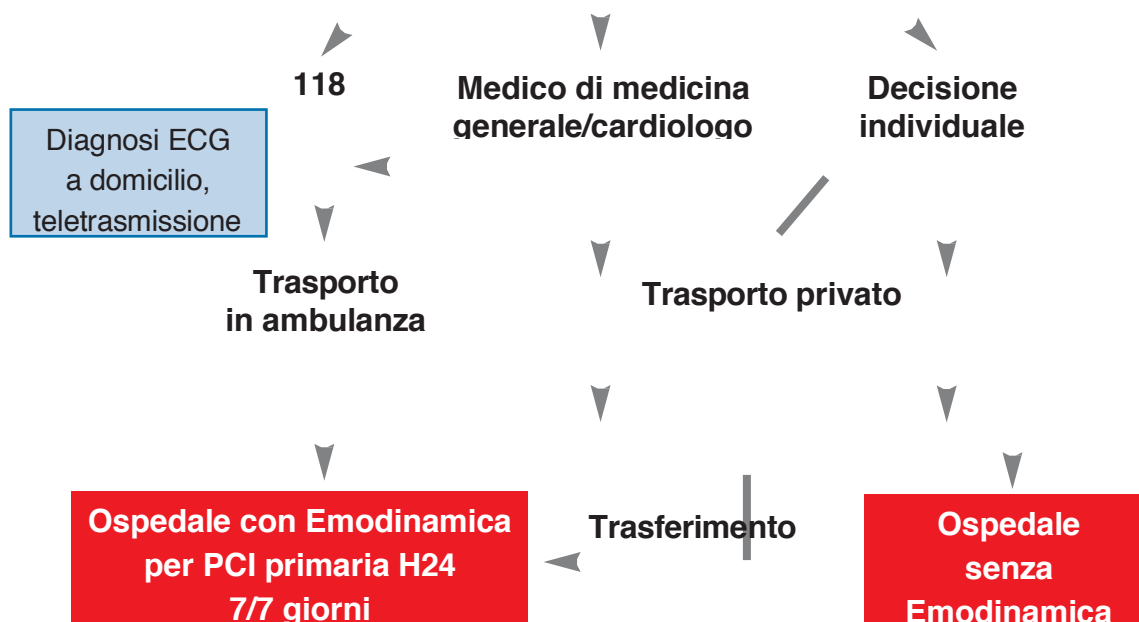 118
Medico di medicina
generale/cardiologo
Decisione
individuale
Diagnosi ECG
a domicilio,
teletrasmissione
Trasporto
in ambulanza
Trasporto privato
Ospedale con Emodinamica
per PCI primaria H24
7/7 giorni
Trasferimento
Ospedale
senza
Emodinamica